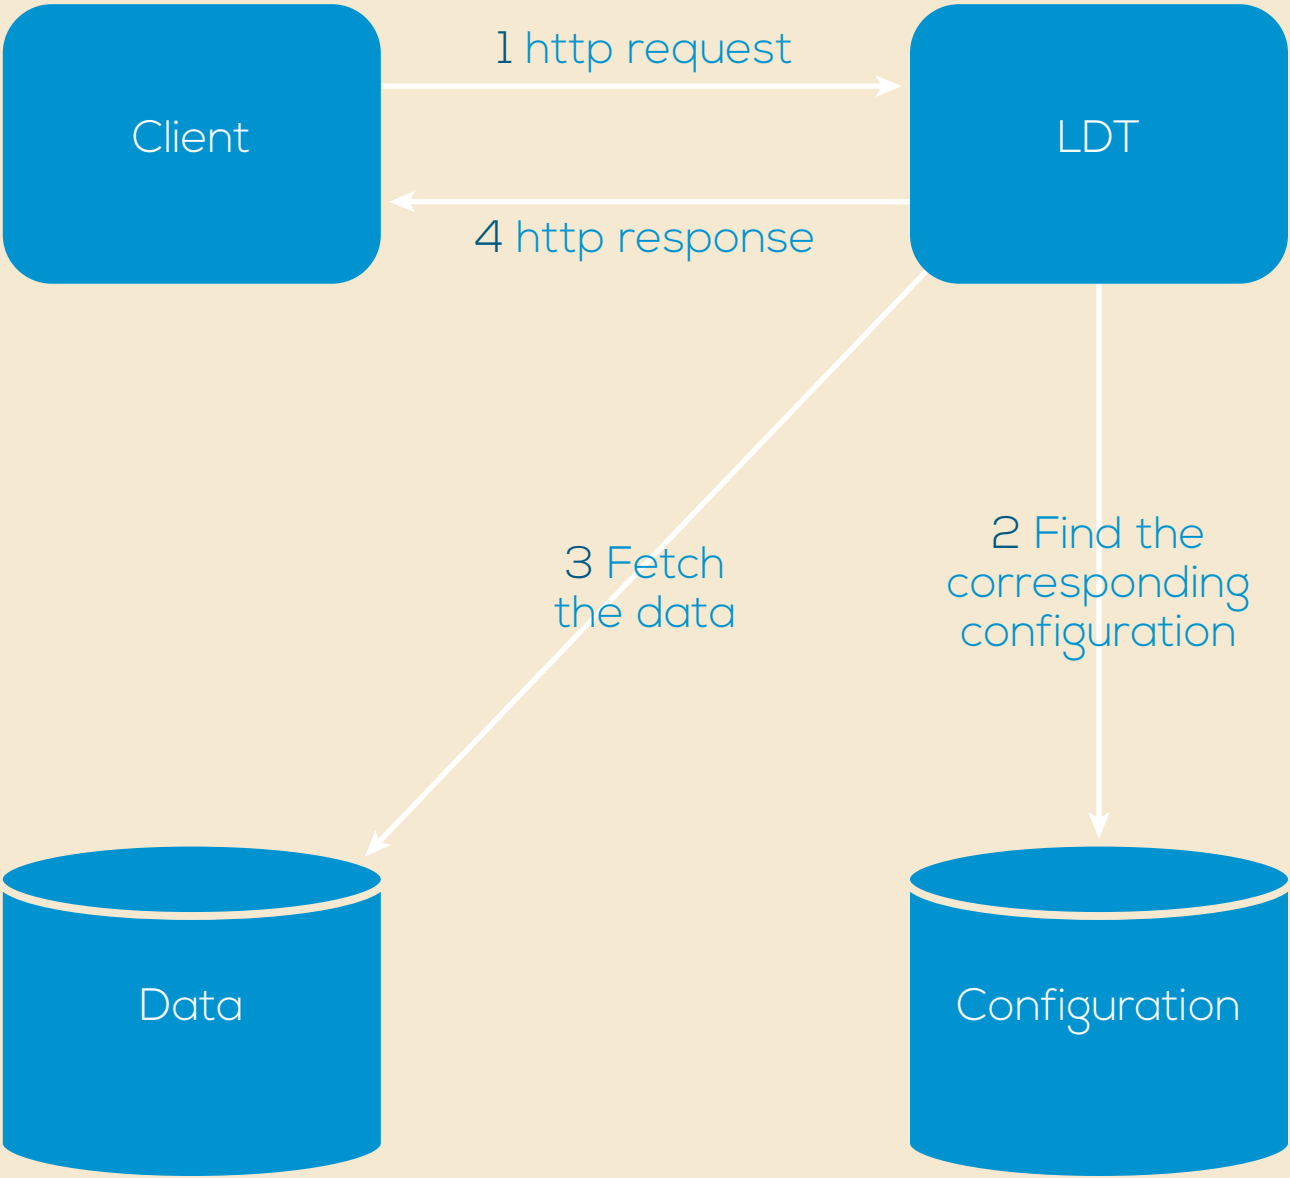 1 http request
Client
LDT
4 http response
2 Find the
corresponding
configuration
3 Fetch
the data
Data
Configuration